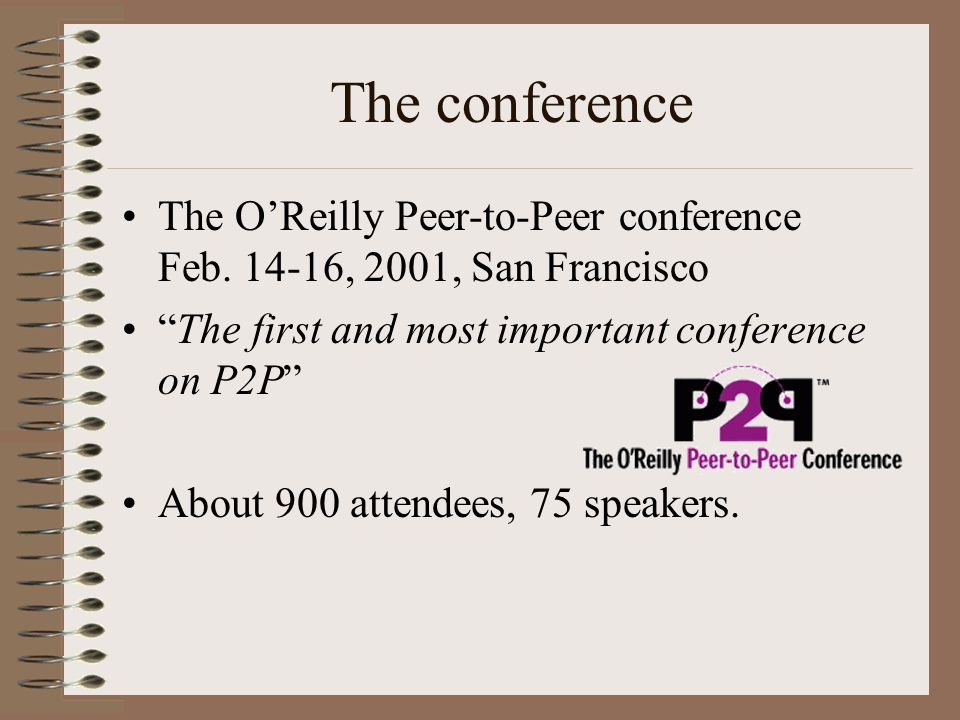 The conference
• The O’Reilly Peer-to-Peer conference
Feb. 14-16, 2001, San Francisco
• “The first and most important conference
on P2P”
P2P™
The O'Reilly Peer-to-Peer Conference
• About 900 attendees, 75 speakers.